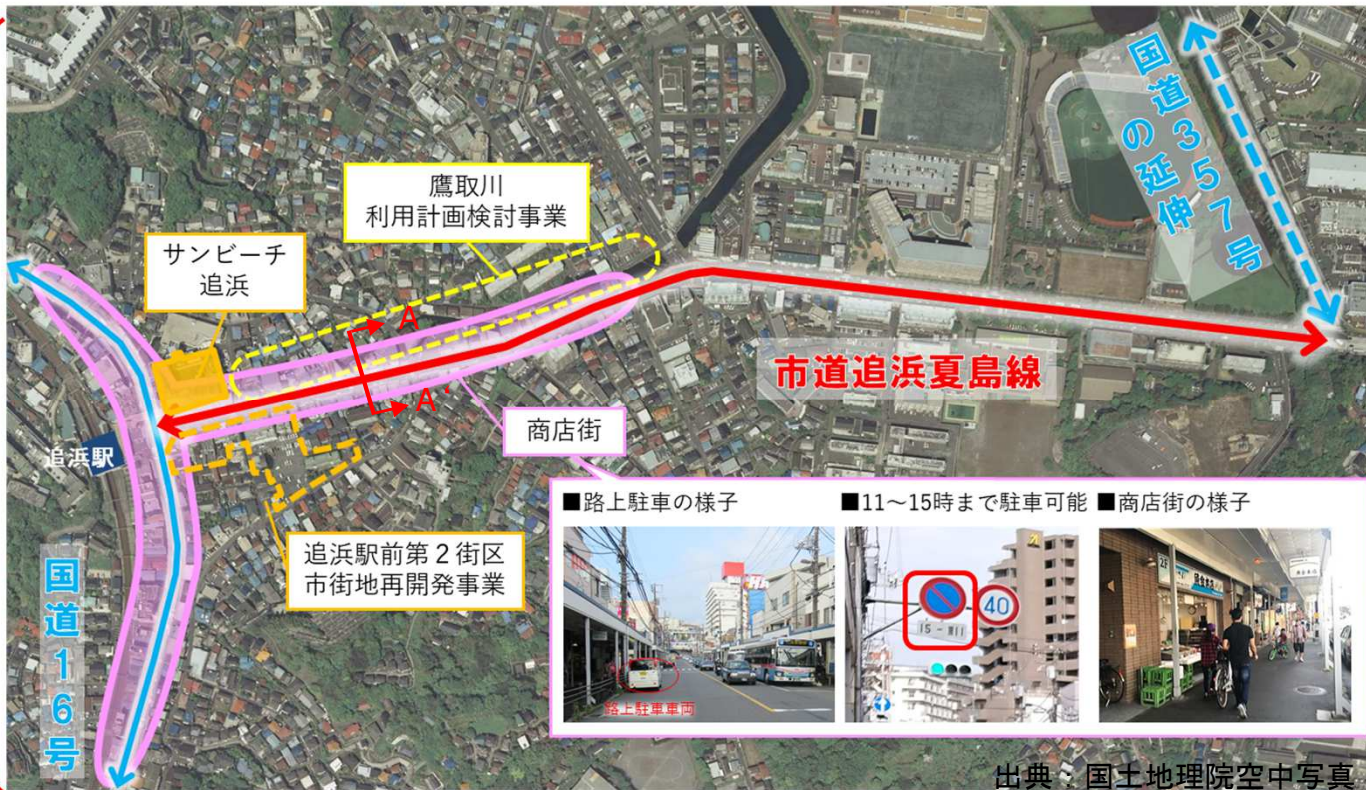 国道357号
の延伸
鷹取川
利用計画検討事業
サンビーチ
追浜
A
A'
市道追浜夏島線
商店街
追浜駅
追浜駅前第2街区
市街地再開発事業
国道16号
■路上駐車の様子
■11～15時まで駐車可能
■商店街の様子
路上駐車車両
40
15-翌11
2F
出典：国土地理院空中写真